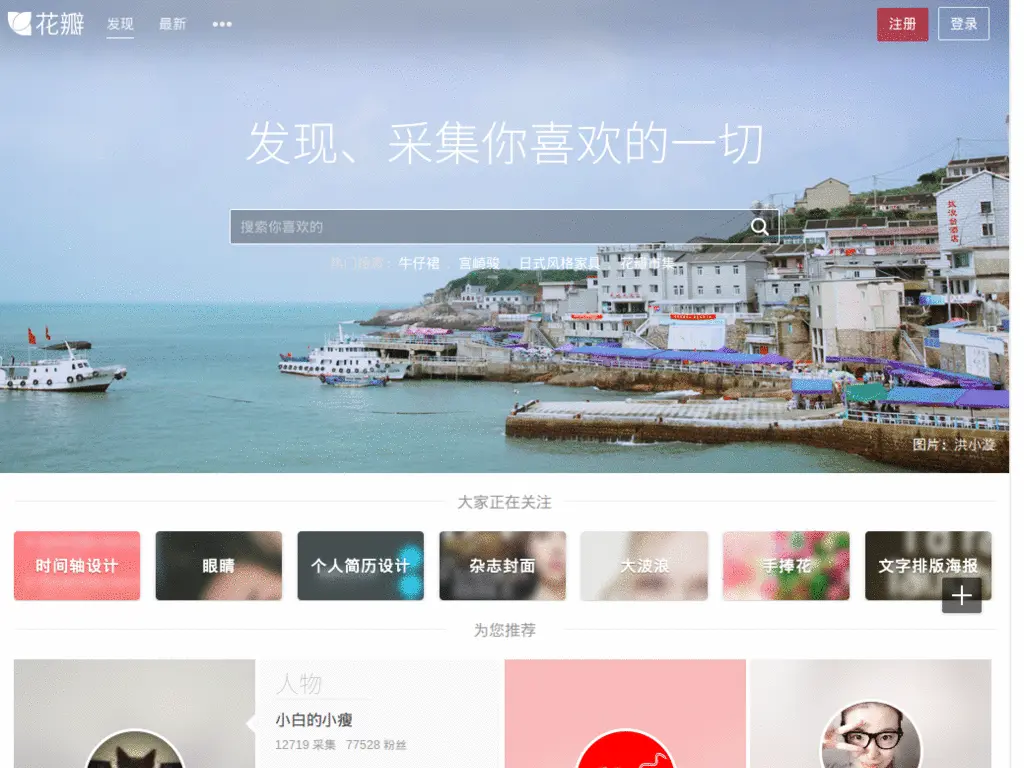 花瓣 发现 最新 •••
注册 登录
发现、采集你喜欢的一切
搜索你喜欢的
热门搜索： 牛仔裙 宫崎骏 日式风格家具 花瓣市集
图片：洪小漩
大家正在关注
时间轴设计 眼睛 个人简历设计 杂志封面 大波浪 手捧花 文字排版海报
为您推荐
人物
小白的小瘦
12719 采集 77528 粉丝